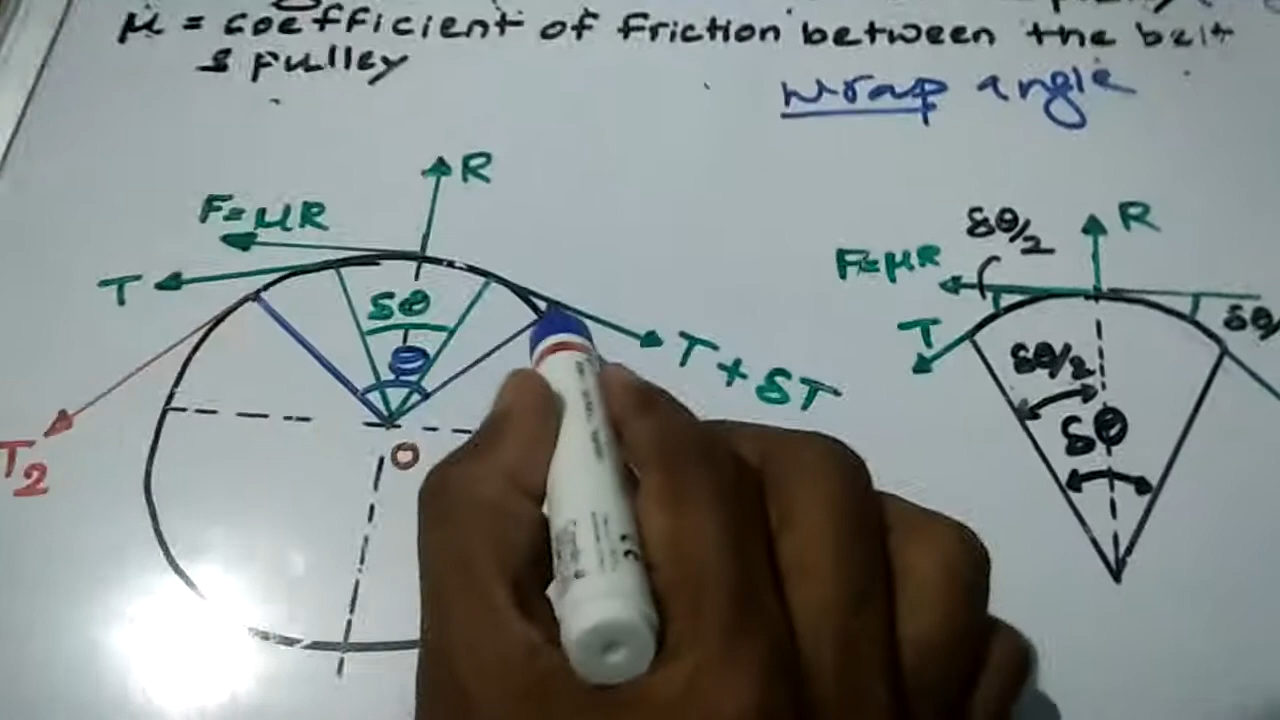 μ = coefficient of friction between the belt
& pulley
wrap angle
R
F=μR
T
δθ
θ
T + δT
T2
O
R
δθ/2
F=μR
T
δθ/2
δθ
δθ/